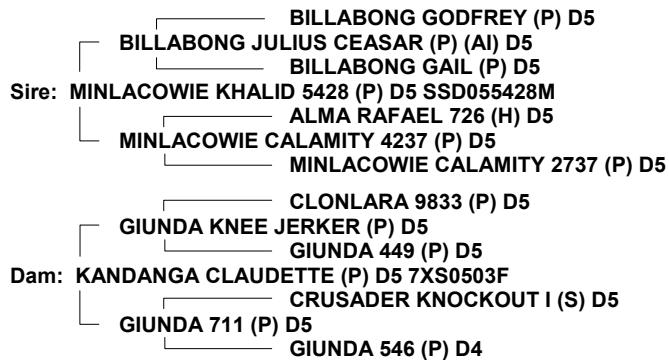 BILLABONG GODFREY (P) D5
BILLABONG JULIUS CEASAR (P) (AI) D5
BILLABONG GAIL (P) D5
Sire: MINLACOWIE KHALID 5428 (P) D5 SSD055428M
ALMA RAFAEL 726 (H) D5
MINLACOWIE CALAMITY 4237 (P) D5
MINLACOWIE CALAMITY 2737 (P) D5
CLONLARA 9833 (P) D5
GIUNDA KNEE JERKER (P) D5
GIUNDA 449 (P) D5
Dam: KANDANGA CLAUDETTE (P) D5 7XS0503F
CRUSADER KNOCKOUT I (S) D5
GIUNDA 711 (P) D5
GIUNDA 546 (P) D4